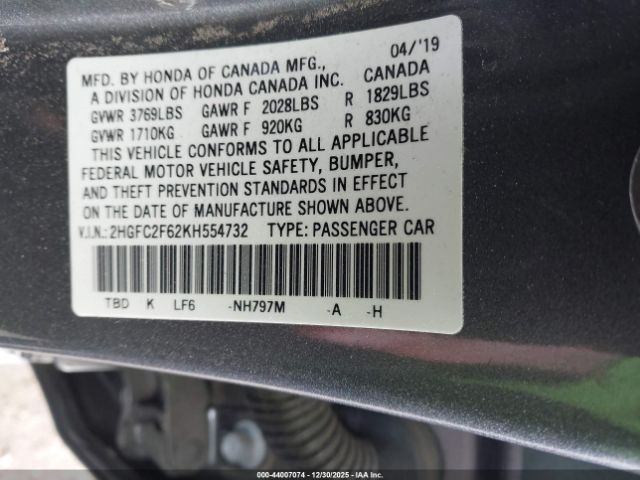 04/'19
MFD. BY HONDA OF CANADA MFG.,
A DIVISION OF HONDA CANADA INC. CANADA
GVWR 3769LBS GAWR F 2028LBS R 1829LBS
GVWR 1710KG GAWR F 920KG R 830KG
THIS VEHICLE CONFORMS TO ALL APPLICABLE
FEDERAL MOTOR VEHICLE SAFETY, BUMPER,
AND THEFT PREVENTION STANDARDS IN EFFECT
ON THE DATE OF MANUFACTURE SHOWN ABOVE.
V.I.N.: 2HGFC2F62KH554732 TYPE: PASSENGER CAR
TBD K LF6 -NH797M -A -H
000-44007074 - 12/30/2025 - IAA Inc.